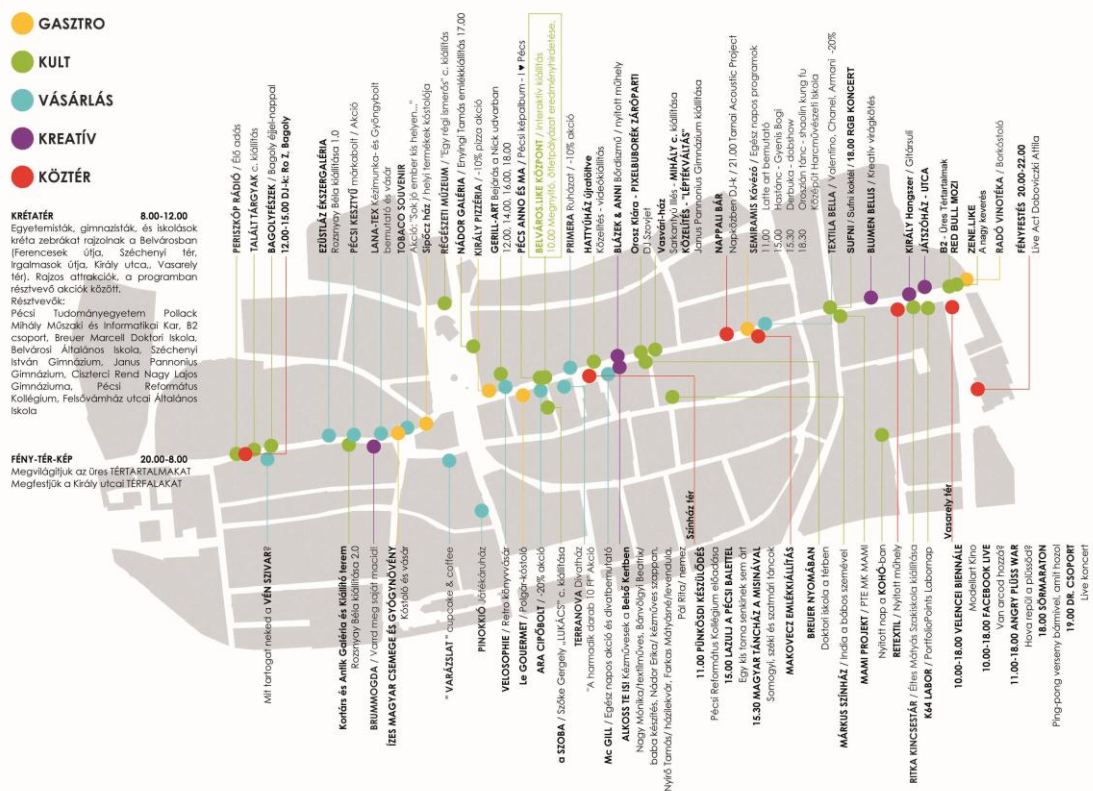 GASZTRO
KULT
VÁSÁRLÁS
KREATÍV
KÖZTÉR
KRÉTATÉR 8.00-12.00
Egyetemisták, gimnazisták, és iskolások
kréta zebrákat rajzolnak a Belvárosban
(Ferencesek útja, Széchenyi tér,
Irgalmasok útja, Király utca,, Vasarely
tér). Rajzos attrakciók, a programban
résztvevő akciók között.
Résztvevők:
Pécsi Tudományegyetem Pollack
Mihály Műszaki és Informatikai Kar, B2
csoport, Breuer Marcell Doktori Iskola,
Belvárosi Általános Iskola, Széchenyi
István Gimnázium, Janus Pannonius
Gimnázium, Ciszterci Rend Nagy Lajos
Gimnáziuma, Pécsi Református
Kollégium, Felsővámház utcai Általános
Iskola
FÉNY-TÉR-KÉP 20.00-8.00
Megvilágítjuk az üres TÉRTARTALMAKAT
Megfestjük a Király utcai TÉRFALAKAT
PERISZKÓP RÁDIÓ / Élő adás
TALÁLT TÁRGYAK c. kiállítás
BAGOLYFÉSZEK / Bagoly éjjel-nappal
12.00-15.00 DJ-k: Ro Z, Bagoly
EZÜSTLÁZ ÉKSZERGALÉRIA
Rozsnyay Béla kiállítása 1.0
PÉCSI KESZTYŰ márkabolt / Akció
LANA-TEX Kézimunka- és Gyöngybolt
bemutató és vásár
TOBACO SOUVENIR
Akció: "Sok jó ember kis helyen..."
Sipőcz ház / helyi termékek kóstolója
RÉGÉSZETI MÚZEUM / "Egy régi ismerős" c. kiállítás
NÁDOR GALÉRIA / Enyingi Tamás emlékkiállítás 17.00
KIRÁLY PIZZÉRIA / -10% pizza akció
GERILL-ART Bejárás a Nick udvarban
12.00, 14.00, 16.00, 18.00
PÉCS ANNO ÉS MA / Pécsi képalbum - I ♥ Pécs
BELVÁROS.LIKE KÖZPONT / Interaktív kiállítás
10.00 Megnyitó, ötletpályázat eredményhirdetése,
PRIMERA Ruházat / -10% akció
HATTYÚHÁZ újratöltve
Közelítés - videókiállítás
BLÁZEK & ANNI Bőrdíszmű / nyitott műhely
Orosz Klára - PIXELBUBORÉK ZÁRÓPARTI
DJ Szovjet
Vasvári-ház
Sarkantyú Illés - MIHÁLY c. kiállítása
KÖZELÍTÉS - "LÉPTÉKVÁLTÁS"
Janus Pannonius Gimnázium kiállítása
NAPPALI BÁR
Napközben DJ-k / 21.00 Tarnai Acoustic Project
SEMIRAMIS KÁVÉZÓ / Egész napos programok
11.00 Latte art bemutató
15.00 Hastánc - Gyenis Bogi
15.30 Derbuka - dobshow
18.30 Oroszlán tánc - shaolin kung fu
Középút Harcművészeti Iskola
TEXTILA BELLA / Valentino, Chanel, Armani -20%
SUFNI / Sufni koktél / 18.00 RGB KONCERT
BLUMEN BELLIS / Kreatív virágkötés
KIRÁLY Hangszer / Gitársuli
JÁTSZÓHÁZ - UTCA
B2 - Üres Tértartalmak
RED BULL MOZI
ZENE.LIKE
A nagy keverés
RADÓ VINOTÉKA / Borkóstoló
FÉNYFESTÉS 20.00-22.00
Live Act Daboviczki Attila
Mit tartogat neked a VÉN SZIVAR?
Kortárs és Antik Galéria és Kiállító terem
Rozsnyay Béla kiállítása 2.0
BRUMMOGDA / Varrd meg saját macid!
ÍZES MAGYAR CSEMEGE ÉS GYÓGYNÖVÉNY
Kóstoló és vásár
" VARÁZSLAT" cupcake & coffee
PINOKKIÓ Játékáruház
VELOSOPHIE / Retro könyvvásár
Le GOURMET / Polgár-kóstoló
ARA CIPŐBOLT / -20% akció
a SZOBA / Szőke Gergely „LUKÁCS" c. kiállítása
TERRANOVA Divatház
"A harmadik darab 10 Ft" Akció
Mc GILL / Egész napos akció és divatbemutató
ALKOSS TE IS! Kézművesek a Belső Kertben
Nagy Mónika/textilműves, Bánvölgyi Beatrix/
baba készítés, Nádor Erika/ kézműves szappan,
Nyírő Tamás/ házilekvár, Farkas Mátyásné/levendula,
Pál Rita/ nemez
Színház tér
11.00 PÜNKÖSDI KÉSZÜLŐDÉS
Pécsi Református Kollégium előadása
15.00 LAZULJ A PÉCSI BALETTEL
Egy kis torna senkinek sem árt
15.30 MAGYAR TÁNCHÁZ A MISINÁVAL
Somogyi, széki és szatmári táncok
MAKOVECZ EMLÉKKIÁLLÍTÁS
BREUER NYOMÁBAN
Doktori iskola a térben
MÁRKUS SZÍNHÁZ / India a bábos szemével
MAMI PROJEKT / PTE MIK MAMI
Nyitott nap a KOHÓ-ban
RETEXTIL / Nyitott műhely
RITKA KINCSESTÁR / Éltes Mátyás Szakiskola kiállítása
K64 LABOR / PortfolioPoints Labornap
Vasarely tér
10.00-18.00 VELENCEI BIENNÁLE
Modellart Kino
10.00-18.00 FACEBOOK LIVE
Van arcod hozzá?
11.00-18.00 ANGRY PLÜSS WAR
Hova repül a plüssöd?
18.00 SÖRMARATON
Ping-pong verseny bármivel, amit hozol
19.00 DR. CSOPORT
Live koncert